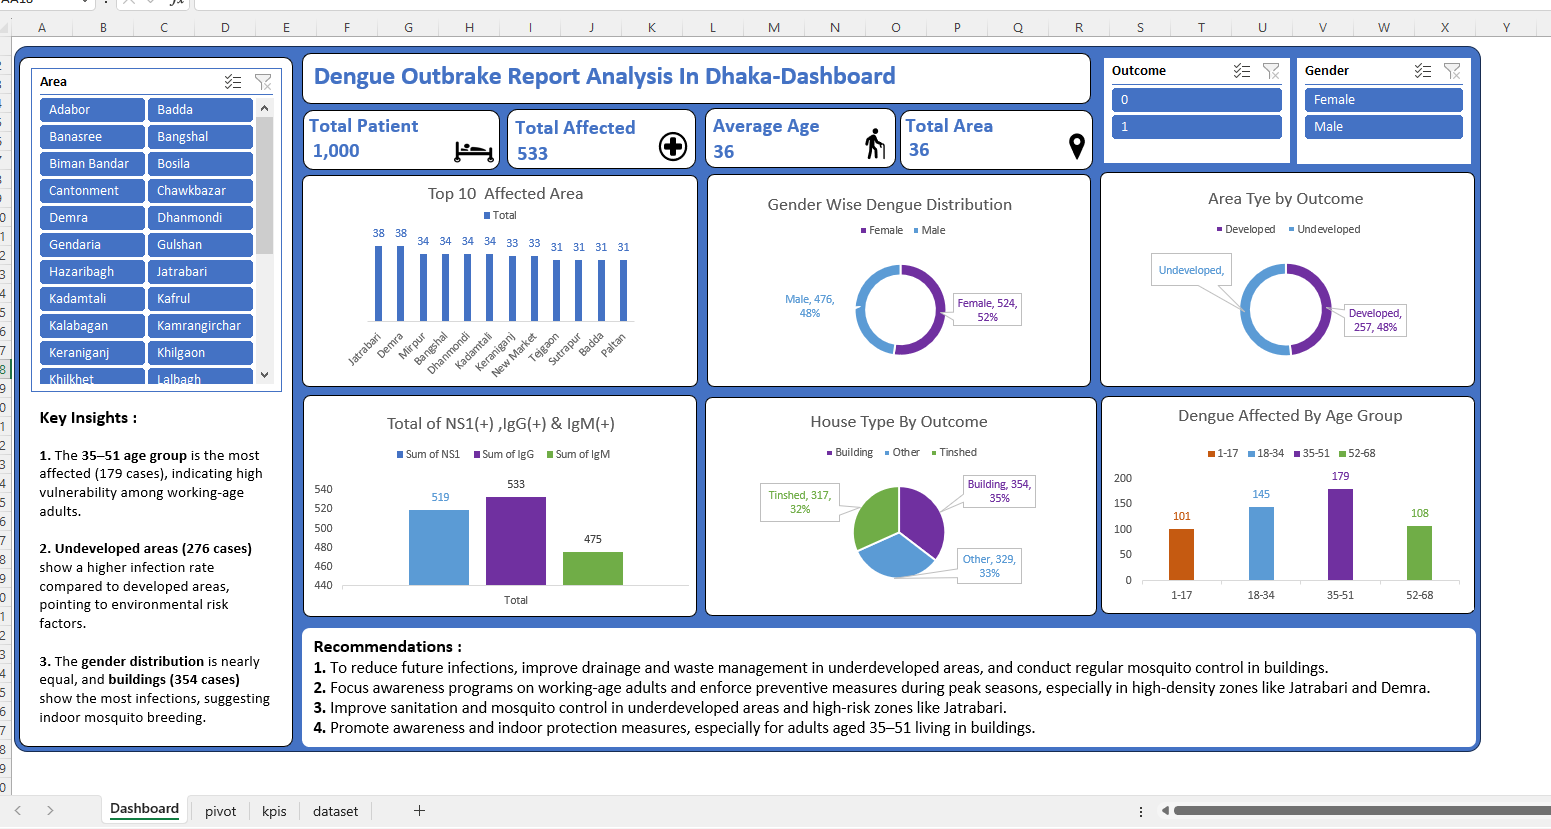 fx
A B C D E F G H I J K L M N O P Q R S T U V W X Y
Area
Adabor Badda
Banasree Bangshal
Biman Bandar Bosila
Cantonment Chawkbazar
Demra Dhanmondi
Gendaria Gulshan
Hazaribagh Jatrabari
Kadamtali Kafrul
Kalabagan Kamrangirchar
Keraniganj Khilgaon
Khilkhet Lalbagh
Key Insights :
1. The 35–51 age group is the most
affected (179 cases), indicating high
vulnerability among working-age
adults.
2. Undeveloped areas (276 cases)
show a higher infection rate
compared to developed areas,
pointing to environmental risk
factors.
3. The gender distribution is nearly
equal, and buildings (354 cases)
show the most infections, suggesting
indoor mosquito breeding.
Dengue Outbrake Report Analysis In Dhaka-Dashboard
Total Patient
1,000
Total Affected
533
Average Age
36
Total Area
36
Outcome
0
1
Gender
Female
Male
Top 10 Affected Area
Total
38 38 34 34 34 34 33 33 31 31 31 31
Jatrabari Demra Mirpur Bangshal Dhanmondi Kadamtali Keraniganj New Market Tejgaon Sutrapur Badda Paltan
Gender Wise Dengue Distribution
Female Male
Male, 476,
48%
Female, 524,
52%
Area Tye by Outcome
Developed Undeveloped
Undeveloped,
Developed,
257, 48%
Total of NS1(+) ,IgG(+) & IgM(+)
Sum of NS1 Sum of IgG Sum of IgM
540
520
500
480
460
440
519
533
475
Total
House Type By Outcome
Building Other Tinshed
Tinshed, 317,
32%
Building, 354,
35%
Other, 329,
33%
Dengue Affected By Age Group
1-17 18-34 35-51 52-68
200
150
100
50
0
101
145
179
108
1-17 18-34 35-51 52-68
Recommendations :
1. To reduce future infections, improve drainage and waste management in underdeveloped areas, and conduct regular mosquito control in buildings.
2. Focus awareness programs on working-age adults and enforce preventive measures during peak seasons, especially in high-density zones like Jatrabari and Demra.
3. Improve sanitation and mosquito control in underdeveloped areas and high-risk zones like Jatrabari.
4. Promote awareness and indoor protection measures, especially for adults aged 35–51 living in buildings.
Dashboard pivot kpis dataset +